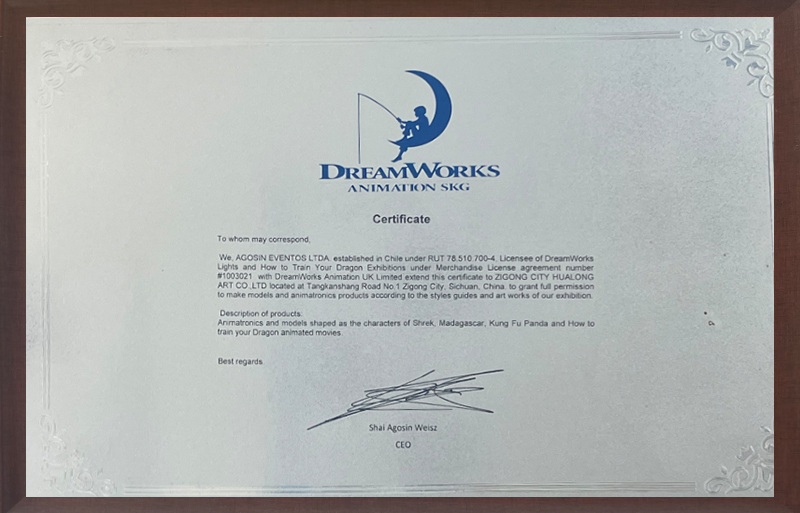 DREAMWORKS
ANIMATION SKG
Certificate
To whom may correspond,
We, AGOSIN EVENTOS LTDA. established in Chile under RUT 78.510.700-4, Licensee of DreamWorks
Lights and How to Train Your Dragon Exhibitions under Merchandise License agreement number
#1003021 with DreamWorks Animation UK Limited extend this certificate to ZIGONG CITY HUALONG
ART CO.,LTD located at Tangkanshang Road No.1 Zigong City, Sichuan, China. to grant full permission
to make models and animatronics products according to the styles guides and art works of our exhibition.
Description of products:
Animatronics and models shaped as the characters of Shrek, Madagascar, Kung Fu Panda and How to
train your Dragon animated movies.
Best regards
Shai Agosin Weisz
CEO